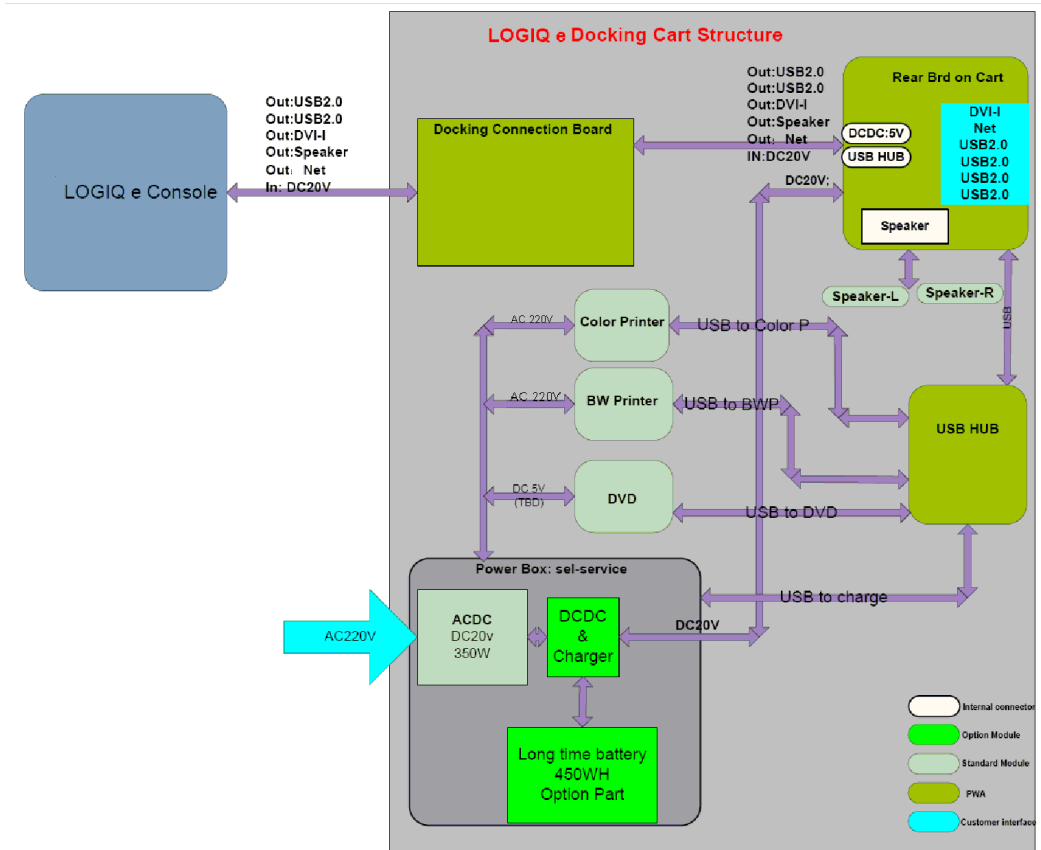 LOGIQ e Docking Cart Structure
LOGIQ e Console
Out:USB2.0
Out:USB2.0
Out:DVI-I
Out:Speaker
Out: Net
In: DC20V
Docking Connection Board
Out:USB2.0
Out:USB2.0
Out:DVI-I
Out:Speaker
Out: Net
IN:DC20V
DC20V;
Rear Brd on Cart
DCDC:5V
USB HUB
DVI-I
Net
USB2.0
USB2.0
USB2.0
USB2.0
Speaker
Speaker-L
Speaker-R
USB
AC 220V
Color Printer
USB to Color P
AC 220V
BW Printer
USB to BWP
USB HUB
DC 5V
(TBD)
DVD
USB to DVD
Power Box: sel-service
USB to charge
AC220V
ACDC
DC20v
350W
DCDC
&
Charger
DC20V
Long time battery
450WH
Option Part
Internal connector
Option Module
Standard Module
PWA
Customer interface